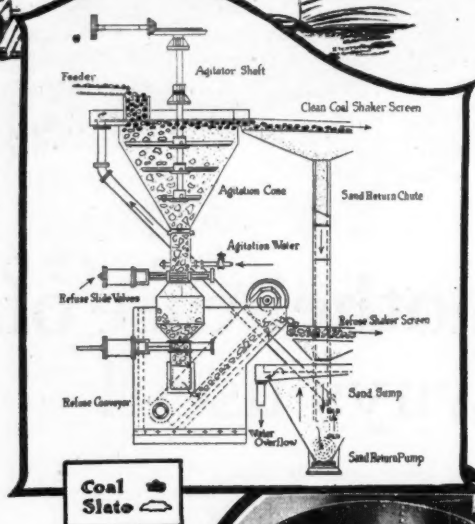 Agitator Shaft
Feeder
Clean Coal Shaker Screen
Agitation Cone
Sand Return Chute
Agitation Water
Refuse Slide Valves
Refuse Shaker Screen
Refuse Conveyor
Sand Sump
Water
Overflow
Sand Return Pump
Coal
Slate